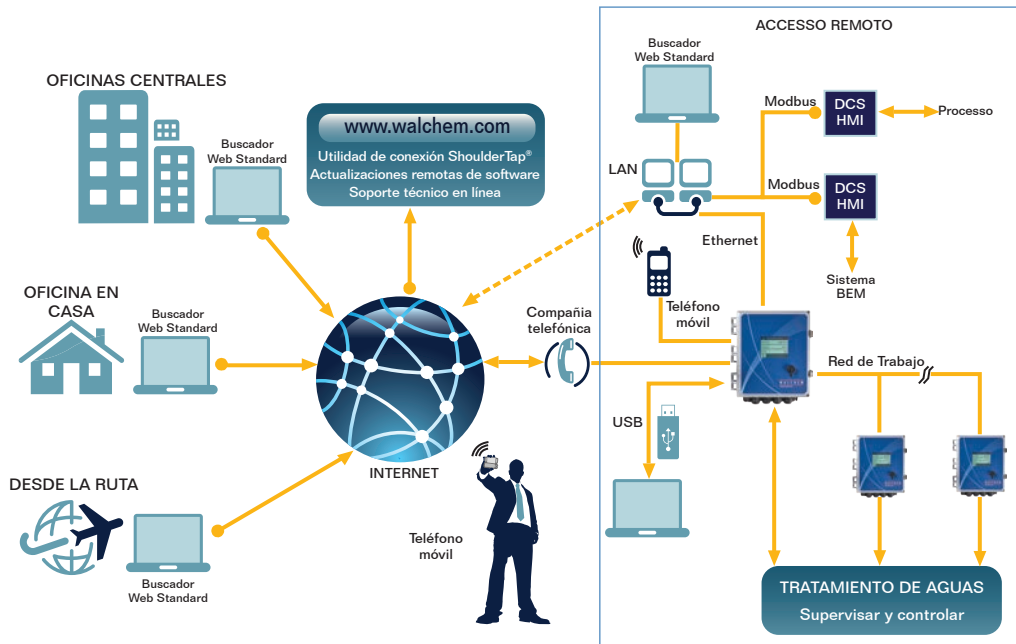 ACCESSO REMOTO
OFICINAS CENTRALES
Buscador
Web Standard
www.walchem.com
Utilidad de conexión ShoulderTap®
Actualizaciones remotas de software
Soporte técnico en línea
Buscador
Web Standard
LAN
Modbus
DCS
HMI
Processo
Modbus
DCS
HMI
Sistema
BEM
Ethernet
OFICINA EN
CASA
Buscador
Web Standard
INTERNET
Compañia
telefónica
Teléfono
móvil
Red de Trabajo
USB
DESDE LA RUTA
Buscador
Web Standard
Teléfono
móvil
TRATAMIENTO DE AGUAS
Supervisar y controlar